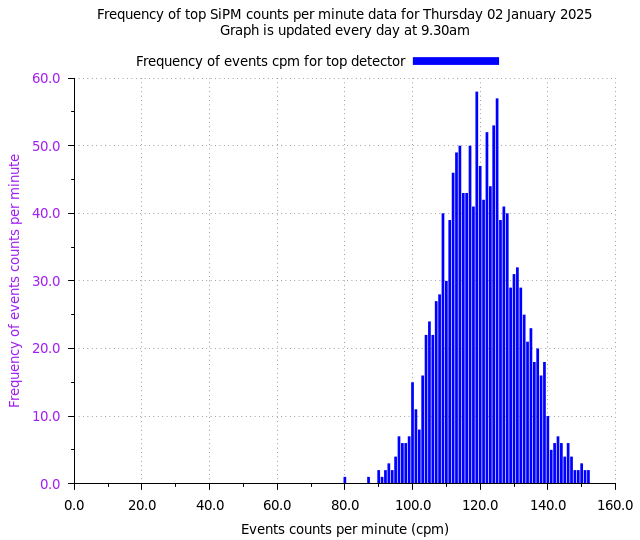 Frequency of top SiPM counts per minute data for Thursday 02 January 2025
Graph is updated every day at 9.30am
Frequency of events cpm for top detector
Frequency of events counts per minute
60.0
50.0
40.0
30.0
20.0
10.0
0.0
0.0 20.0 40.0 60.0 80.0 100.0 120.0 140.0 160.0
Events counts per minute (cpm)